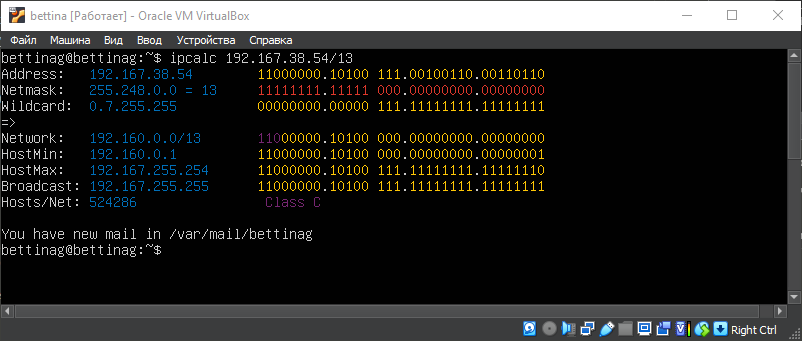 bettina [Работает] - Oracle VM VirtualBox
Файл Машина Вид Ввод Устройства Справка
bettinag@bettinag:~$ ipcalc 192.167.38.54/13
Address: 192.167.38.54 11000000.10100 111.00100110.00110110
Netmask: 255.248.0.0 = 13 11111111.11111 000.00000000.00000000
Wildcard: 0.7.255.255 00000000.00000 111.11111111.11111111
=>
Network: 192.160.0.0/13 11000000.10100 000.00000000.00000000
HostMin: 192.160.0.1 11000000.10100 000.00000000.00000001
HostMax: 192.167.255.254 11000000.10100 111.11111111.11111110
Broadcast: 192.167.255.255 11000000.10100 111.11111111.11111111
Hosts/Net: 524286 Class C
You have new mail in /var/mail/bettinag
bettinag@bettinag:~$
Right Ctrl